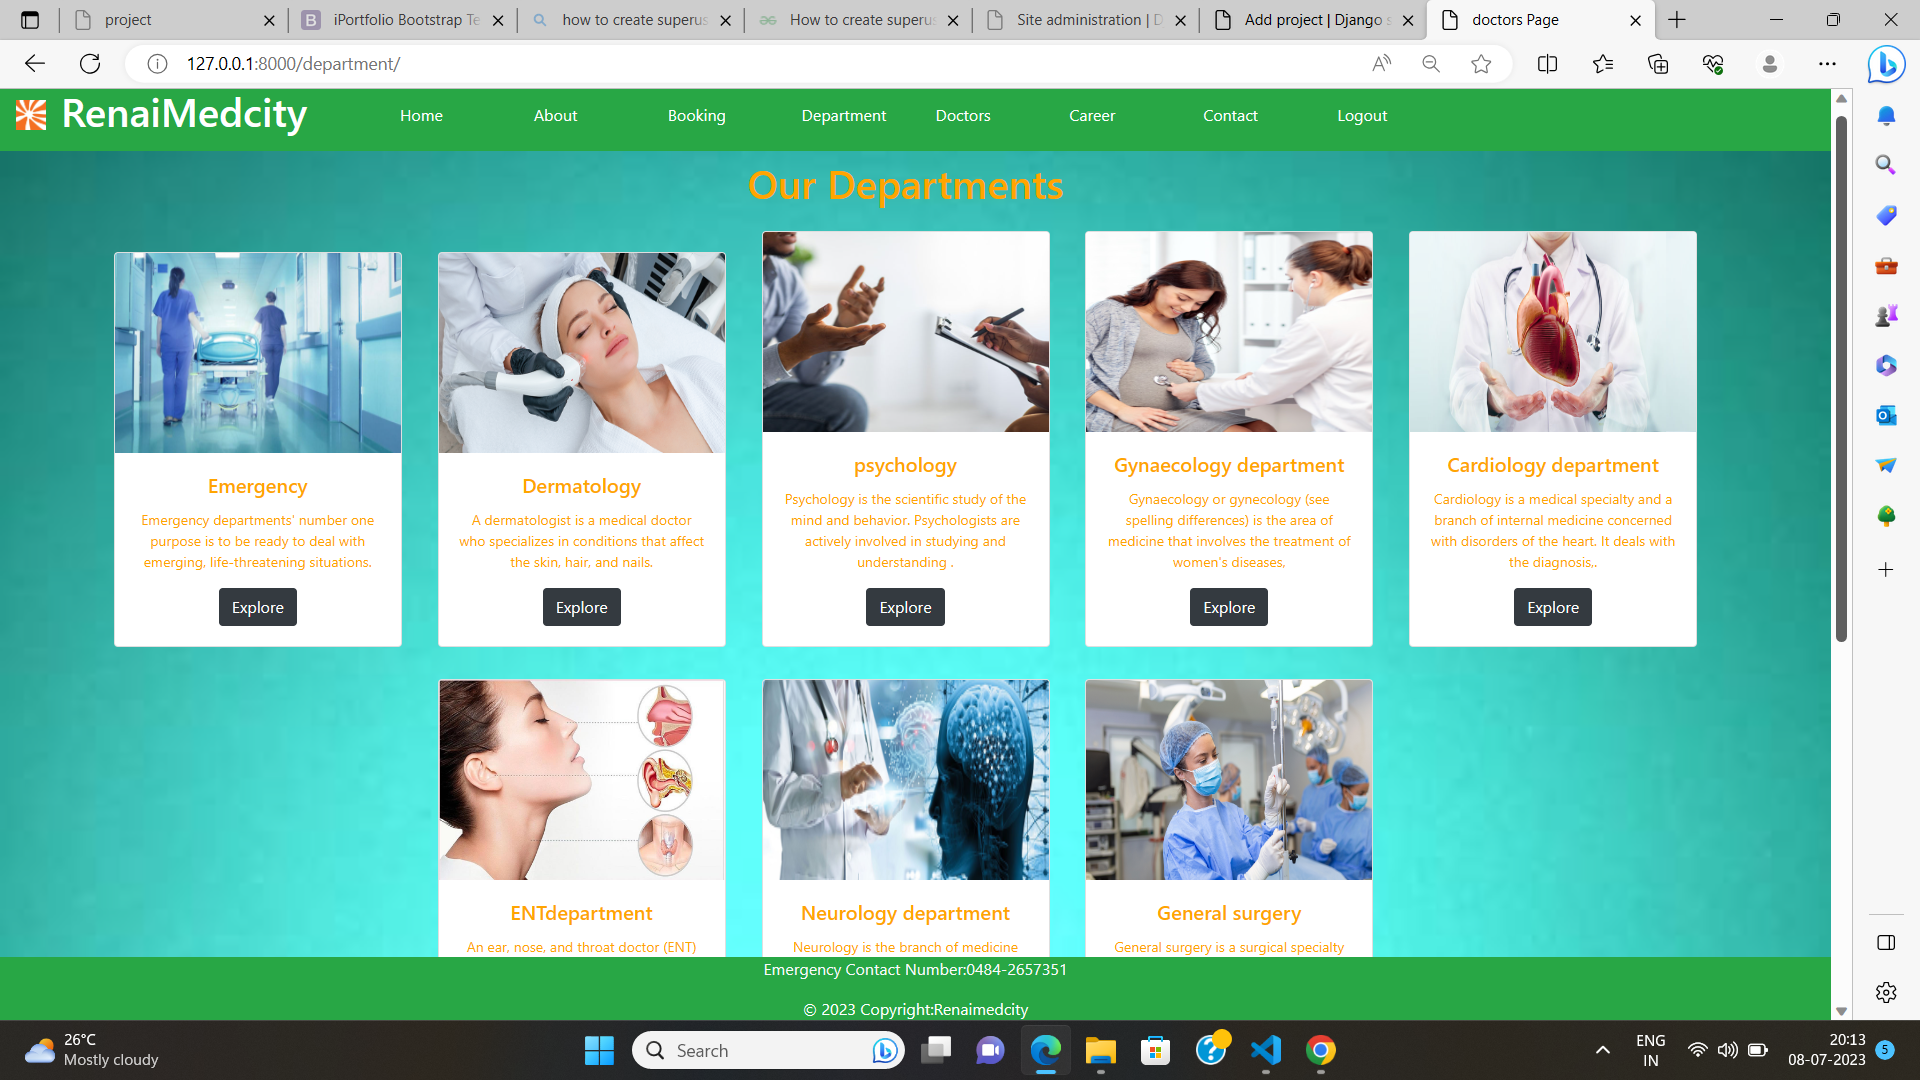 project
iPortfolio Bootstrap Te
how to create superus
How to create superus
Site administration | D
Add project | Django s
doctors Page
127.0.0.1:8000/department/
RenaiMedcity
Home
About
Booking
Department
Doctors
Career
Contact
Logout
Our Departments
Emergency
Emergency departments' number one
purpose is to be ready to deal with
emerging, life-threatening situations.
Explore
Dermatology
A dermatologist is a medical doctor
who specializes in conditions that affect
the skin, hair, and nails.
Explore
psychology
Psychology is the scientific study of the
mind and behavior. Psychologists are
actively involved in studying and
understanding .
Explore
Gynaecology department
Gynaecology or gynecology (see
spelling differences) is the area of
medicine that involves the treatment of
women's diseases,
Explore
Cardiology department
Cardiology is a medical specialty and a
branch of internal medicine concerned
with disorders of the heart. It deals with
the diagnosis,.
Explore
ENTdepartment
An ear, nose, and throat doctor (ENT)
Neurology department
Neurology is the branch of medicine
General surgery
General surgery is a surgical specialty
Emergency Contact Number:0484-2657351
© 2023 Copyright:Renaimedcity
26°C
Mostly cloudy
Search
ENG
IN
20:13
08-07-2023
5